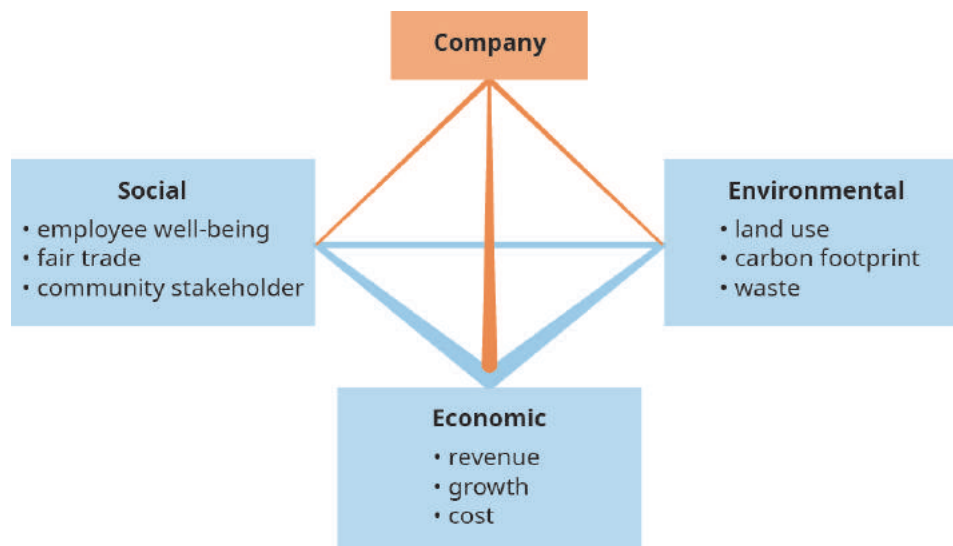 Company
Social
• employee well-being
• fair trade
• community stakeholder
Environmental
• land use
• carbon footprint
• waste
Economic
• revenue
• growth
• cost